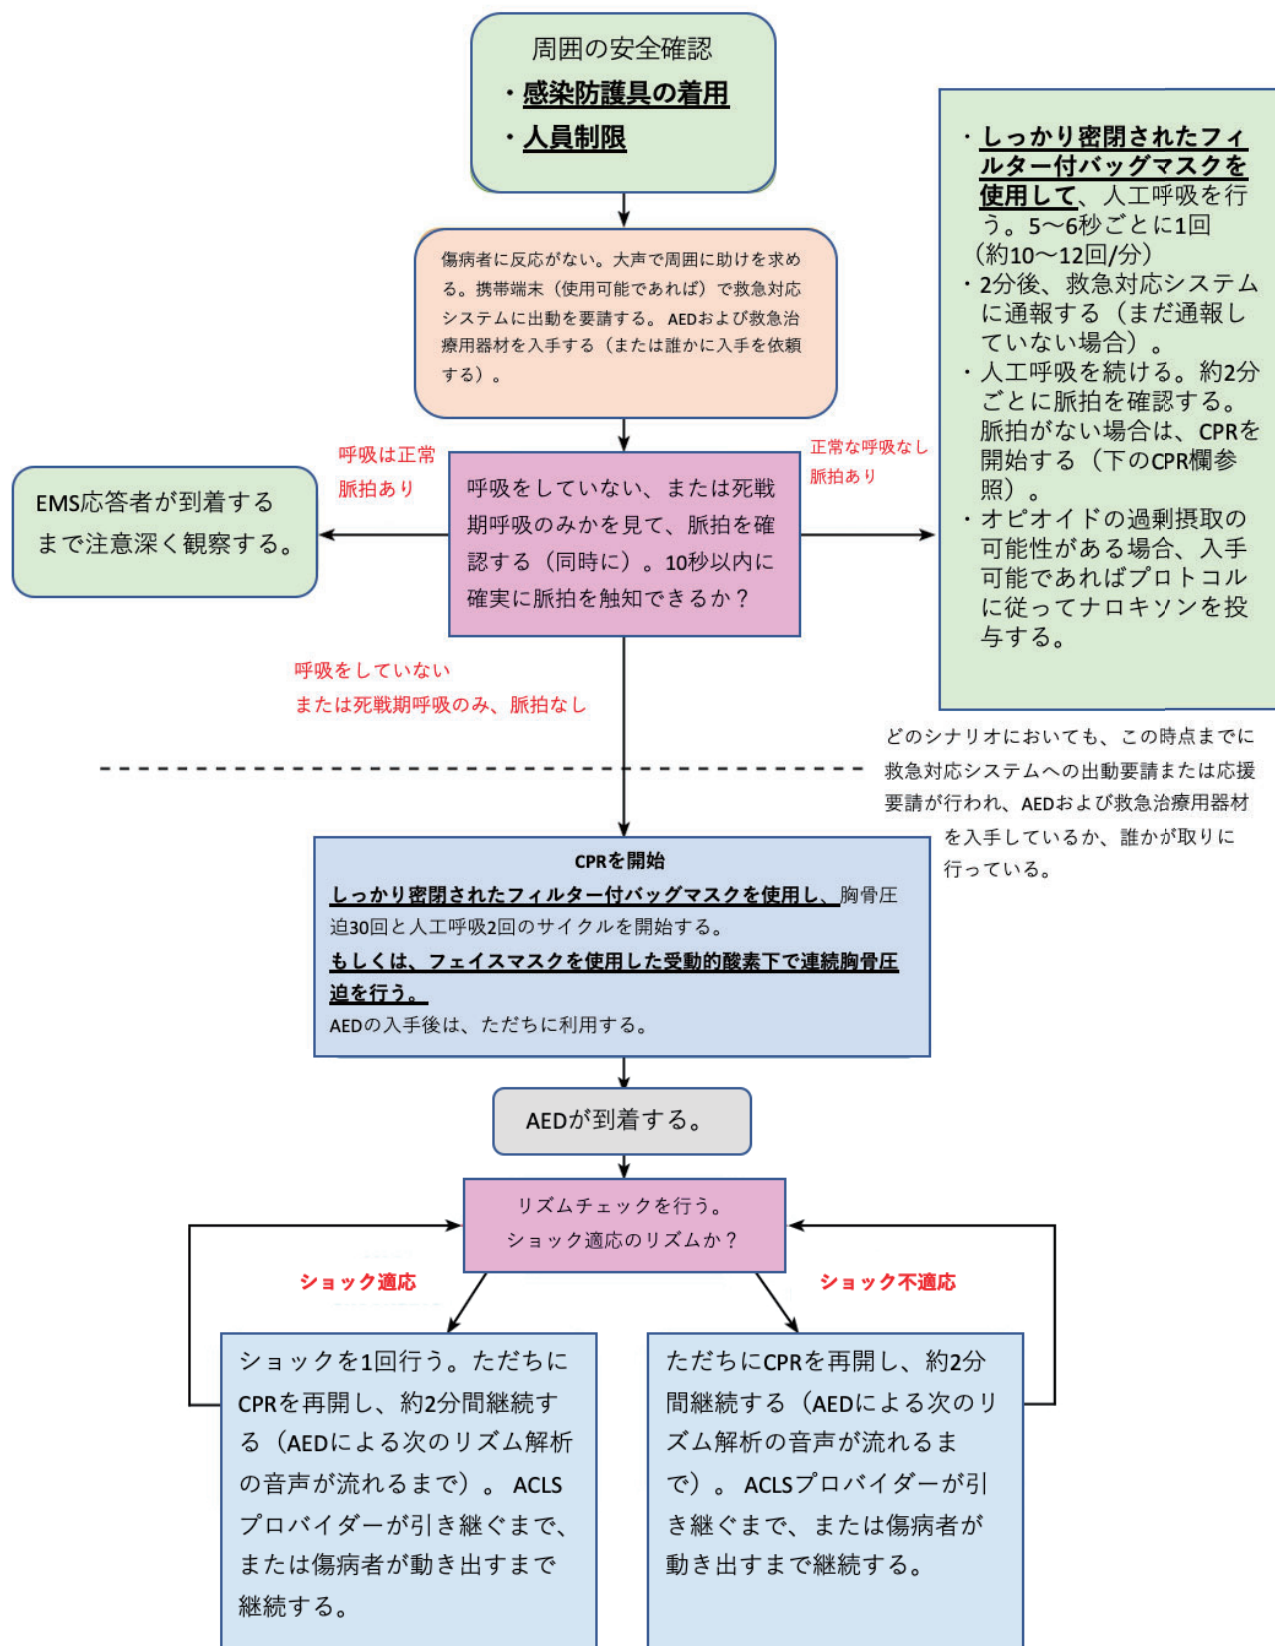 周囲の安全確認
・感染防護具の着用
・人員制限
傷病者に反応がない。大声で周囲に助けを求め
る。携帯端末（使用可能であれば）で救急対応
システムに出動を要請する。 AEDおよび救急治
療用器材を入手する（または誰かに入手を依頼
する）。
呼吸は正常
脈拍あり
正常な呼吸なし
脈拍あり
EMS応答者が到着する
まで注意深く観察する。
呼吸をしていない、または死戦
期呼吸のみかを見て、脈拍を確
認する（同時に）。10秒以内に
確実に脈拍を触知できるか？
・しっかり密閉されたフィ
ルター付バッグマスクを
使用して、人工呼吸を行
う。5〜6秒ごとに1回
（約10〜12回/分）
・2分後、救急対応システム
に通報する（まだ通報し
ていない場合）。
・人工呼吸を続ける。約2分
ごとに脈拍を確認する。
脈拍がない場合は、CPRを
開始する（下のCPR欄参
照）。
・オピオイドの過剰摂取の
可能性がある場合、入手
可能であればプロトコル
に従ってナロキソンを投
与する。
呼吸をしていない
または死戦期呼吸のみ、脈拍なし
どのシナリオにおいても、この時点までに
救急対応システムへの出動要請または応援
要請が行われ、AEDおよび救急治療用器材
を入手しているか、誰かが取りに
行っている。
CPRを開始
しっかり密閉されたフィルター付バッグマスクを使用し、胸骨圧
迫30回と人工呼吸2回のサイクルを開始する。
もしくは、フェイスマスクを使用した受動的酸素下で連続胸骨圧
迫を行う。
AEDの入手後は、ただちに利用する。
AEDが到着する。
リズムチェックを行う。
ショック適応のリズムか？
ショック適応
ショック不適応
ショックを1回行う。ただちに
CPRを再開し、約2分間継続す
る（AEDによる次のリズム解析
の音声が流れるまで）。 ACLS
プロバイダーが引き継ぐまで、
または傷病者が動き出すまで
継続する。
ただちにCPRを再開し、約2分
間継続する（AEDによる次のリ
ズム解析の音声が流れるま
で）。 ACLSプロバイダーが引
き継ぐまで、または傷病者が
動き出すまで継続する。